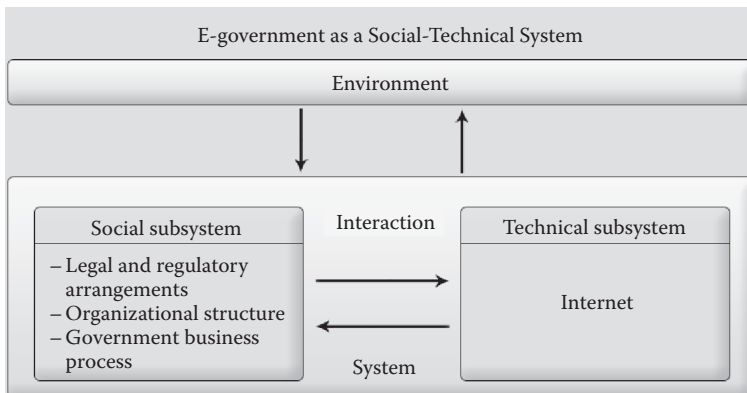 E-government as a Social-Technical System
Environment
Social subsystem
– Legal and regulatory
arrangements
– Organizational structure
– Government business
process
Interaction
System
Technical subsystem
Internet